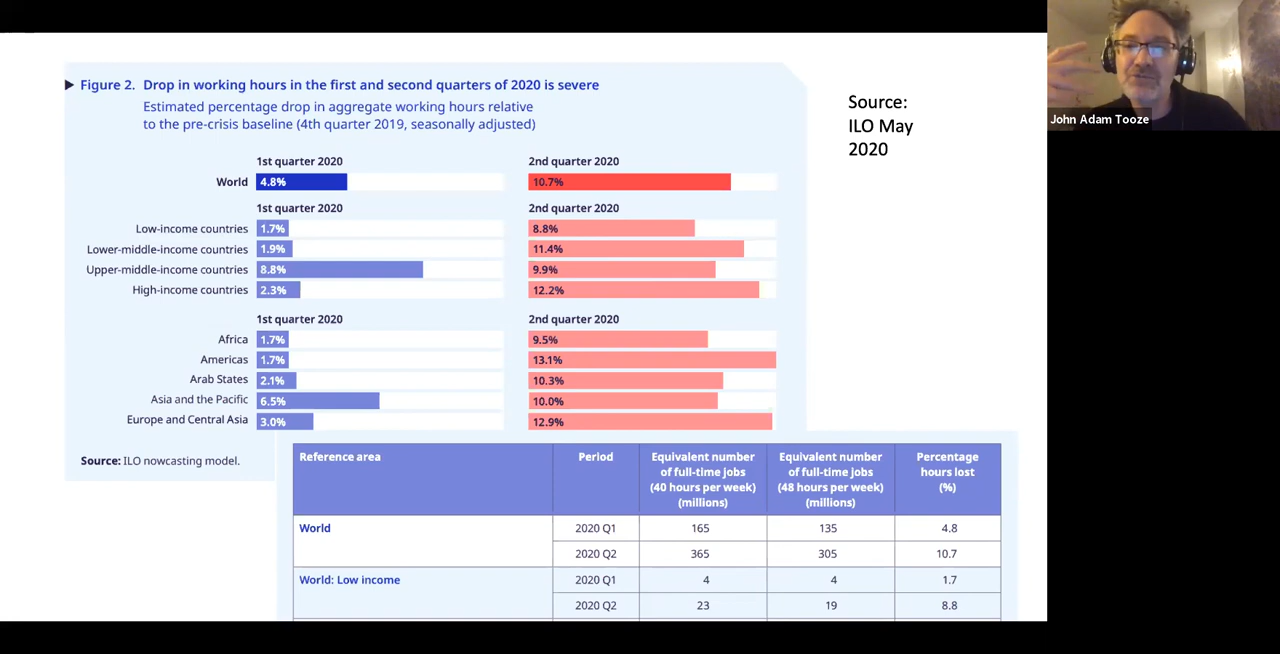 ▶ Figure 2. Drop in working hours in the first and second quarters of 2020 is severe
Estimated percentage drop in aggregate working hours relative
to the pre-crisis baseline (4th quarter 2019, seasonally adjusted)
Source:
ILO May
2020
John Adam Tooze
1st quarter 2020 2nd quarter 2020
World 4.8% 10.7%
1st quarter 2020 2nd quarter 2020
Low-income countries 1.7% 8.8%
Lower-middle-income countries 1.9% 11.4%
Upper-middle-income countries 8.8% 9.9%
High-income countries 2.3% 12.2%
1st quarter 2020 2nd quarter 2020
Africa 1.7% 9.5%
Americas 1.7% 13.1%
Arab States 2.1% 10.3%
Asia and the Pacific 6.5% 10.0%
Europe and Central Asia 3.0% 12.9%
Source: ILO nowcasting model.
Reference area Period Equivalent number Equivalent number Percentage
of full-time jobs of full-time jobs hours lost
(40 hours per week) (48 hours per week) (%)
(millions) (millions)
World 2020 Q1 165 135 4.8
2020 Q2 365 305 10.7
World: Low income 2020 Q1 4 4 1.7
2020 Q2 23 19 8.8